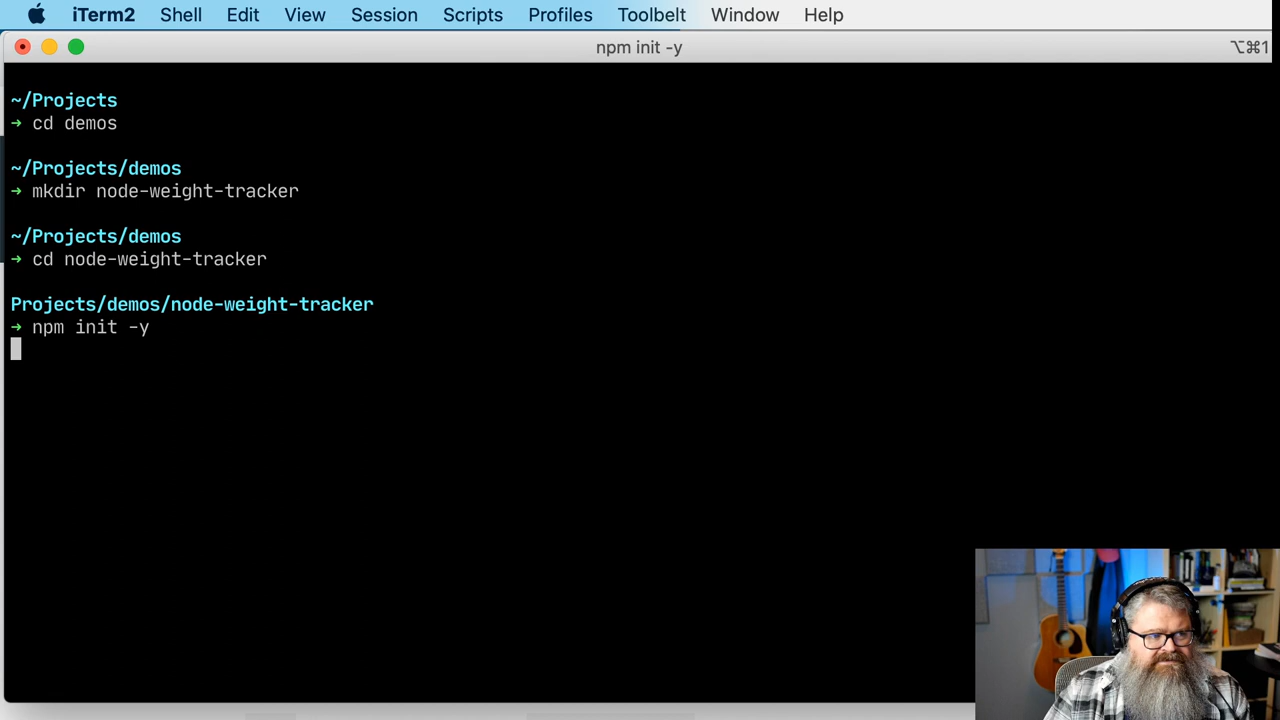 iTerm2 Shell Edit View Session Scripts Profiles Toolbelt Window Help
npm init -y ⌥⌘1
~/Projects
→ cd demos
~/Projects/demos
→ mkdir node-weight-tracker
~/Projects/demos
→ cd node-weight-tracker
Projects/demos/node-weight-tracker
→ npm init -y